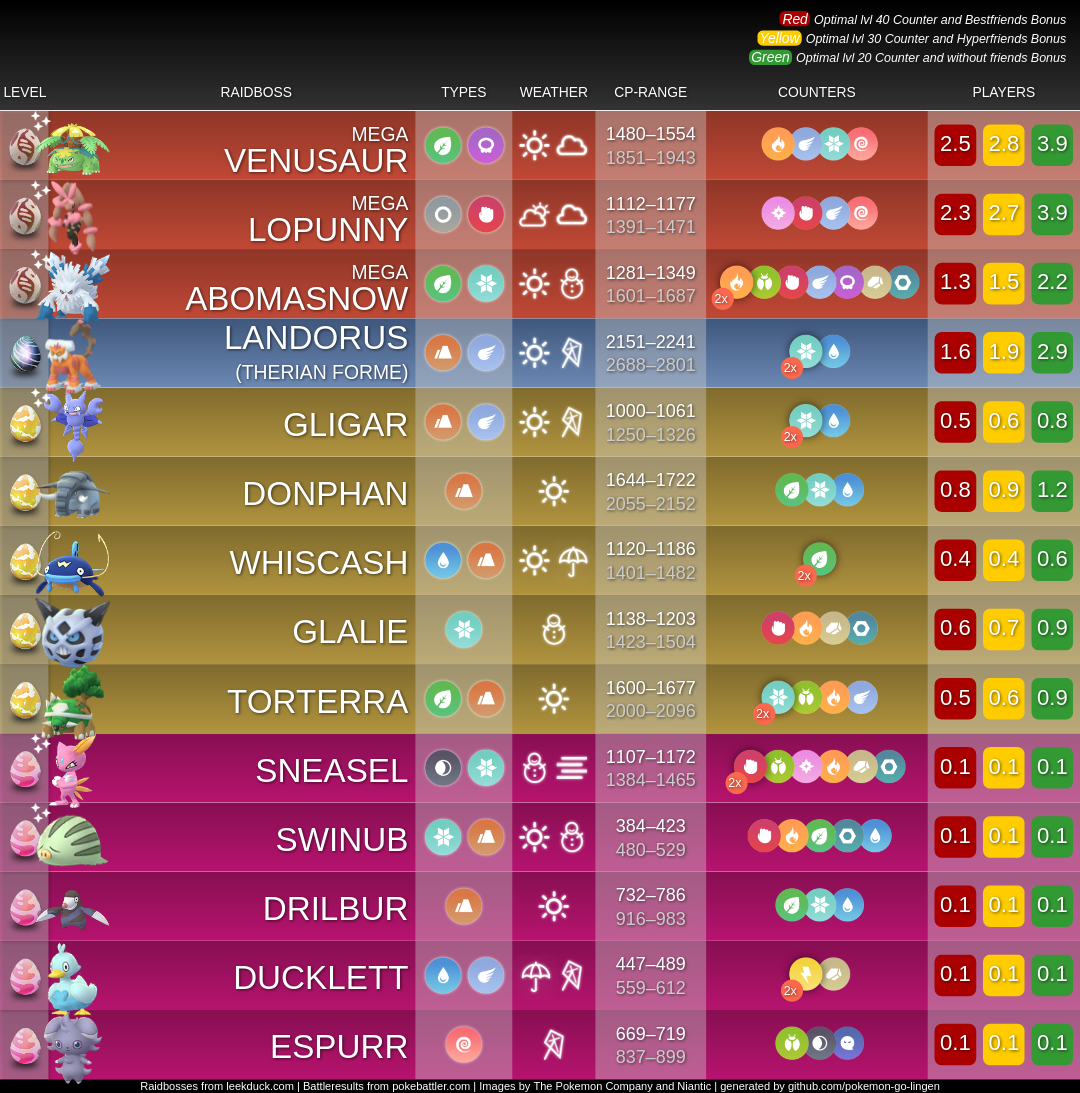 Red Optimal lvl 40 Counter and Bestfriends Bonus
Yellow Optimal lvl 30 Counter and Hyperfriends Bonus
Green Optimal lvl 20 Counter and without friends Bonus
LEVEL RAIDBOSS TYPES WEATHER CP-RANGE COUNTERS PLAYERS
MEGA
VENUSAUR
1480–1554
1851–1943
2.5 2.8 3.9
MEGA
LOPUNNY
1112–1177
1391–1471
2.3 2.7 3.9
MEGA
ABOMASNOW
1281–1349
1601–1687
2x
1.3 1.5 2.2
LANDORUS
(THERIAN FORME)
2151–2241
2688–2801
2x
1.6 1.9 2.9
GLIGAR
1000–1061
1250–1326
2x
0.5 0.6 0.8
DONPHAN
1644–1722
2055–2152
0.8 0.9 1.2
WHISCASH
1120–1186
1401–1482
2x
0.4 0.4 0.6
GLALIE
1138–1203
1423–1504
0.6 0.7 0.9
TORTERRA
1600–1677
2000–2096
2x
0.5 0.6 0.9
SNEASEL
1107–1172
1384–1465
2x
0.1 0.1 0.1
SWINUB
384–423
480–529
0.1 0.1 0.1
DRILBUR
732–786
916–983
0.1 0.1 0.1
DUCKLETT
447–489
559–612
2x
0.1 0.1 0.1
ESPURR
669–719
837–899
0.1 0.1 0.1
Raidbosses from leekduck.com | Battleresults from pokebattler.com | Images by The Pokemon Company and Niantic | generated by github.com/pokemon-go-lingen